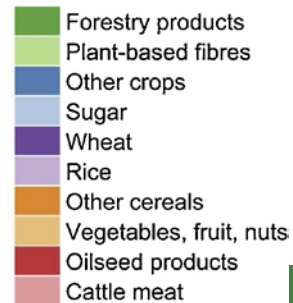 Forestry products
Plant-based fibres
Other crops
Sugar
Wheat
Rice
Other cereals
Vegetables, fruit, nuts
Oilseed products
Cattle meat